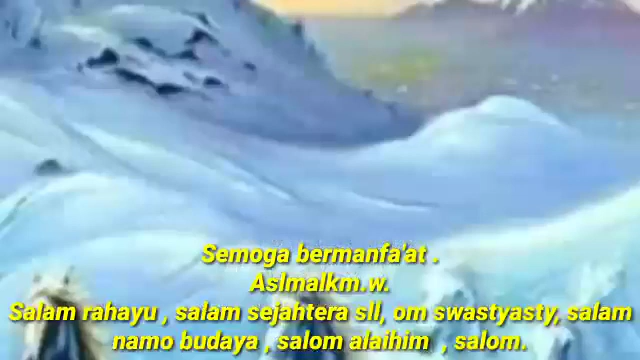 Semoga bermanfa'at .
Aslmalkm.w.
Salam rahayu , salam sejahtera sll, om swastyasty, salam
namo budaya , salom alaihim  , salom.